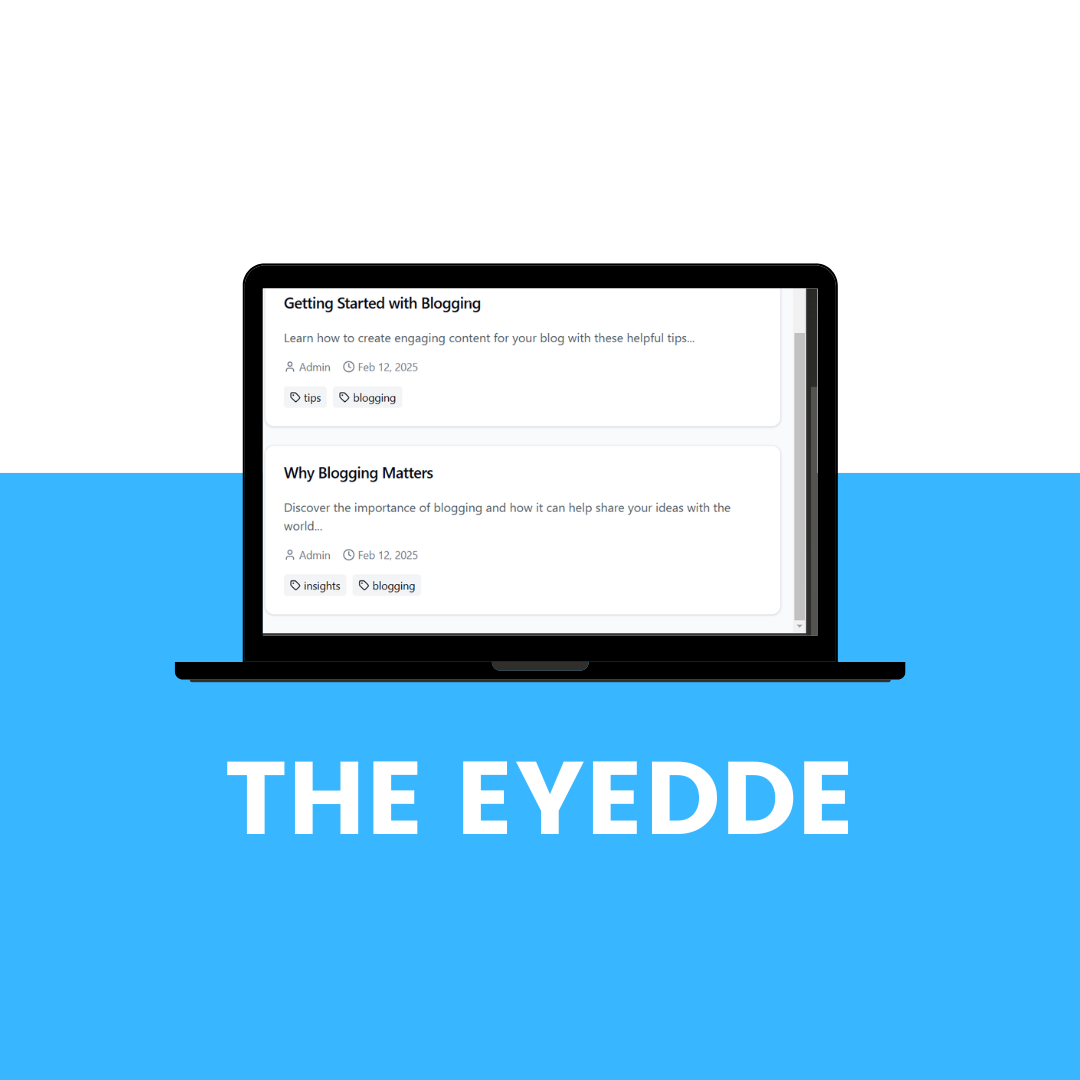 Getting Started with Blogging
Learn how to create engaging content for your blog with these helpful tips...
Admin Feb 12, 2025
tips blogging
Why Blogging Matters
Discover the importance of blogging and how it can help share your ideas with the
world...
Admin Feb 12, 2025
insights blogging
THE EYEDDE